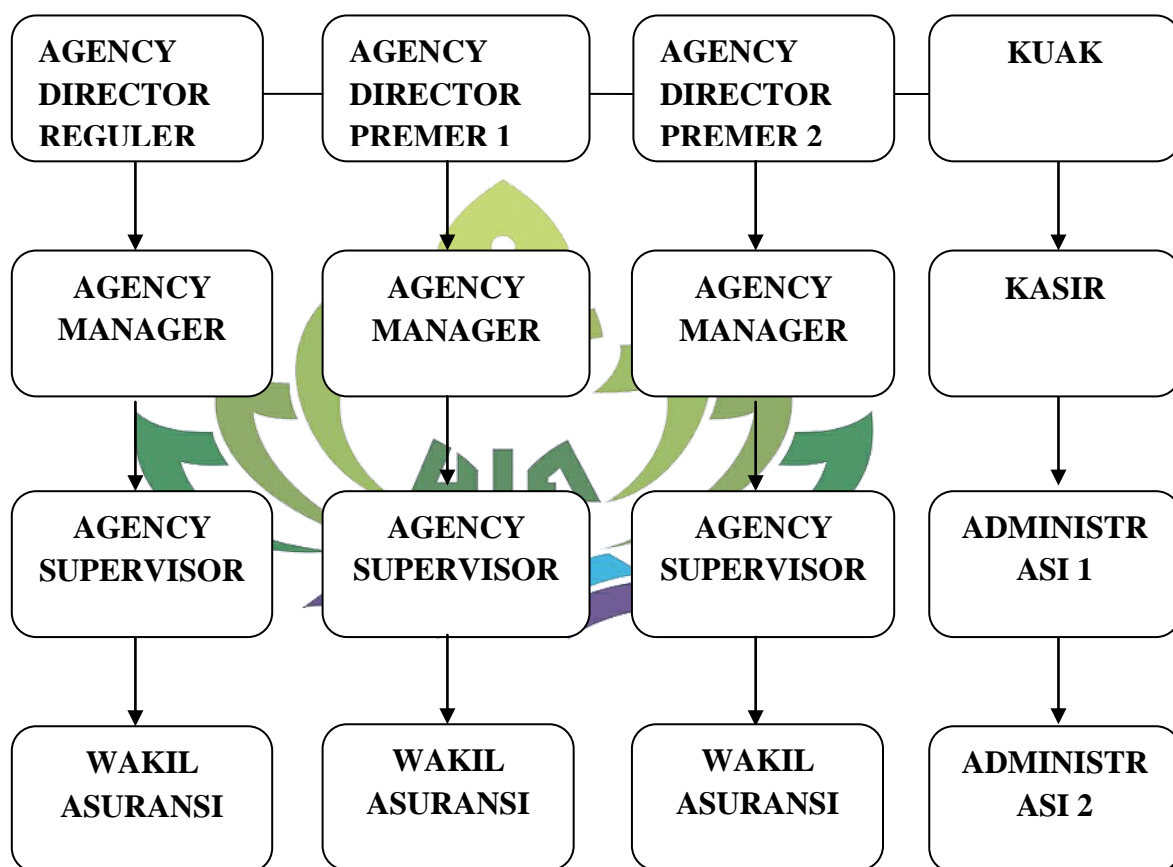 AGENCY
DIRECTOR
REGULER
AGENCY
DIRECTOR
PREMER 1
AGENCY
DIRECTOR
PREMER 2
KUAK
AGENCY
MANAGER
AGENCY
MANAGER
AGENCY
MANAGER
KASIR
AGENCY
SUPERVISOR
AGENCY
SUPERVISOR
AGENCY
SUPERVISOR
ADMINISTR
ASI 1
WAKIL
ASURANSI
WAKIL
ASURANSI
WAKIL
ASURANSI
ADMINISTR
ASI 2